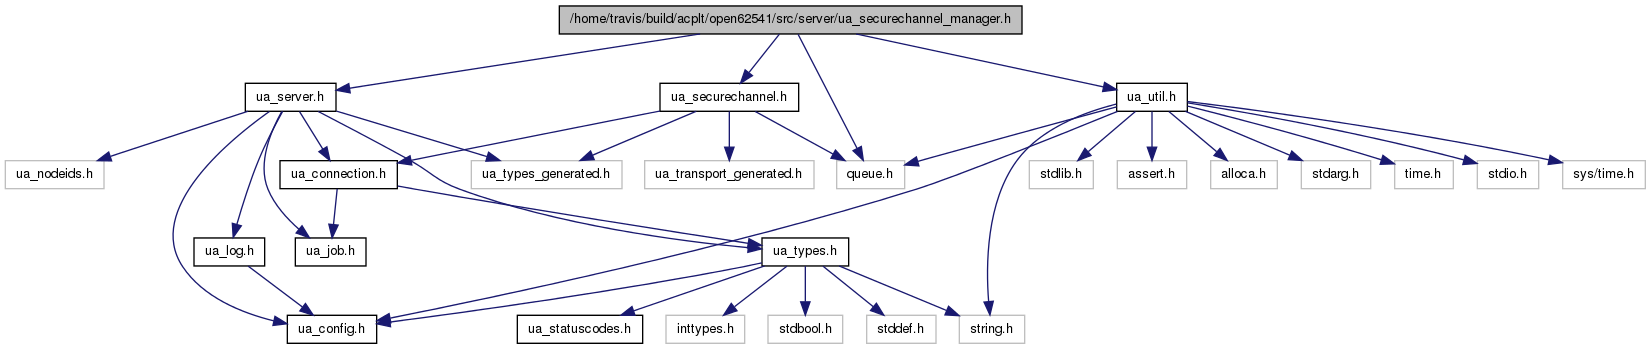 /home/travis/build/acplt/open62541/src/server/ua_securechannel_manager.h
ua_server.h
ua_securechannel.h
ua_util.h
ua_nodeids.h
ua_connection.h
ua_types_generated.h
ua_transport_generated.h
queue.h
stdlib.h
assert.h
alloca.h
stdarg.h
time.h
stdio.h
sys/time.h
ua_log.h
ua_job.h
ua_types.h
ua_config.h
ua_statuscodes.h
inttypes.h
stdbool.h
stddef.h
string.h